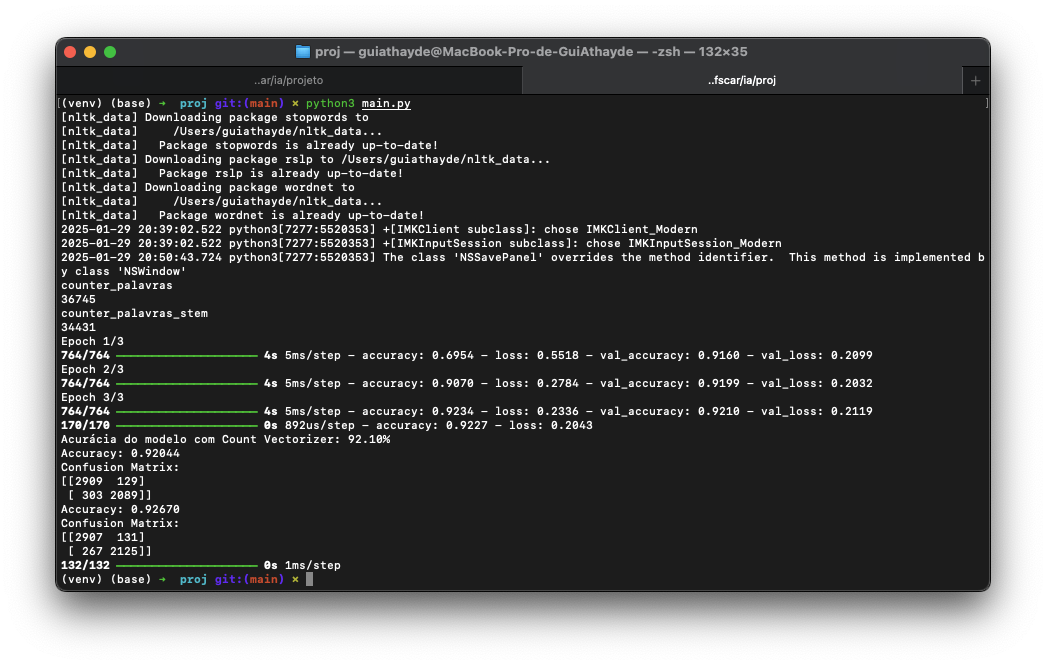 proj — guiathayde@MacBook-Pro-de-GuiAthayde — -zsh — 132×35
..ar/ia/projeto
..fscar/ia/proj
+
[(venv) (base) ➜  proj git:(main) ✗ python3 main.py ]
[nltk_data] Downloading package stopwords to
[nltk_data]     /Users/guiathayde/nltk_data...
[nltk_data]   Package stopwords is already up-to-date!
[nltk_data] Downloading package rslp to /Users/guiathayde/nltk_data...
[nltk_data]   Package rslp is already up-to-date!
[nltk_data] Downloading package wordnet to
[nltk_data]     /Users/guiathayde/nltk_data...
[nltk_data]   Package wordnet is already up-to-date!
2025-01-29 20:39:02.522 python3[7277:5520353] +[IMKClient subclass]: chose IMKClient_Modern
2025-01-29 20:39:02.522 python3[7277:5520353] +[IMKInputSession subclass]: chose IMKInputSession_Modern
2025-01-29 20:50:43.724 python3[7277:5520353] The class 'NSSavePanel' overrides the method identifier.  This method is implemented b
y class 'NSWindow'
counter_palavras
36745
counter_palavras_stem
34431
Epoch 1/3
764/764 ━━━━━━━━━━━━━━━━━━━━ 4s 5ms/step - accuracy: 0.6954 - loss: 0.5518 - val_accuracy: 0.9160 - val_loss: 0.2099
Epoch 2/3
764/764 ━━━━━━━━━━━━━━━━━━━━ 4s 5ms/step - accuracy: 0.9070 - loss: 0.2784 - val_accuracy: 0.9199 - val_loss: 0.2032
Epoch 3/3
764/764 ━━━━━━━━━━━━━━━━━━━━ 4s 5ms/step - accuracy: 0.9234 - loss: 0.2336 - val_accuracy: 0.9210 - val_loss: 0.2119
170/170 ━━━━━━━━━━━━━━━━━━━━ 0s 892us/step - accuracy: 0.9227 - loss: 0.2043
Acurácia do modelo com Count Vectorizer: 92.10%
Accuracy: 0.92044
Confusion Matrix:
[[2909  129]
 [ 303 2089]]
Accuracy: 0.92670
Confusion Matrix:
[[2907  131]
 [ 267 2125]]
132/132 ━━━━━━━━━━━━━━━━━━━━ 0s 1ms/step
(venv) (base) ➜  proj git:(main) ✗